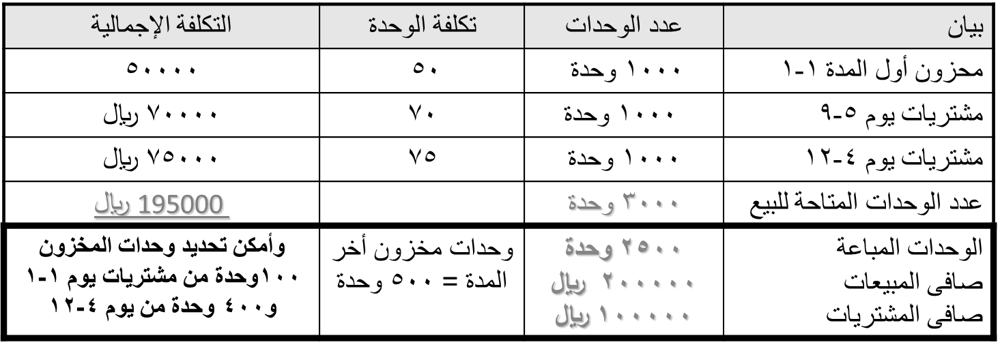 بيان عدد الوحدات تكلفة الوحدة التكلفة الإجمالية
محزون أول المدة ١-١ ١٠٠٠ وحدة ٥٠ ٥٠٠٠٠
مشتريات يوم ٥-٩ ١٠٠٠ وحدة ٧٠ ٧٠٠٠٠ ريال
مشتريات يوم ٤-١٢ ١٠٠٠ وحدة ٧٥ ٧٥٠٠٠ ريال
عدد الوحدات المتاحة للبيع ٣٠٠٠ وحدة 195000 ريال
الوحدات المباعة
صافى المبيعات
صافى المشتريات
٢٥٠٠ وحدة
٢٠٠٠٠٠ ريال
١٠٠٠٠٠ ريال
وحدات مخزون أخر
المدة = ٥٠٠ وحدة
وأمكن تحديد وحدات المخزون
١٠٠وحدة من مشتريات يوم ١-١
و٤٠٠ وحدة من يوم ٤-١٢